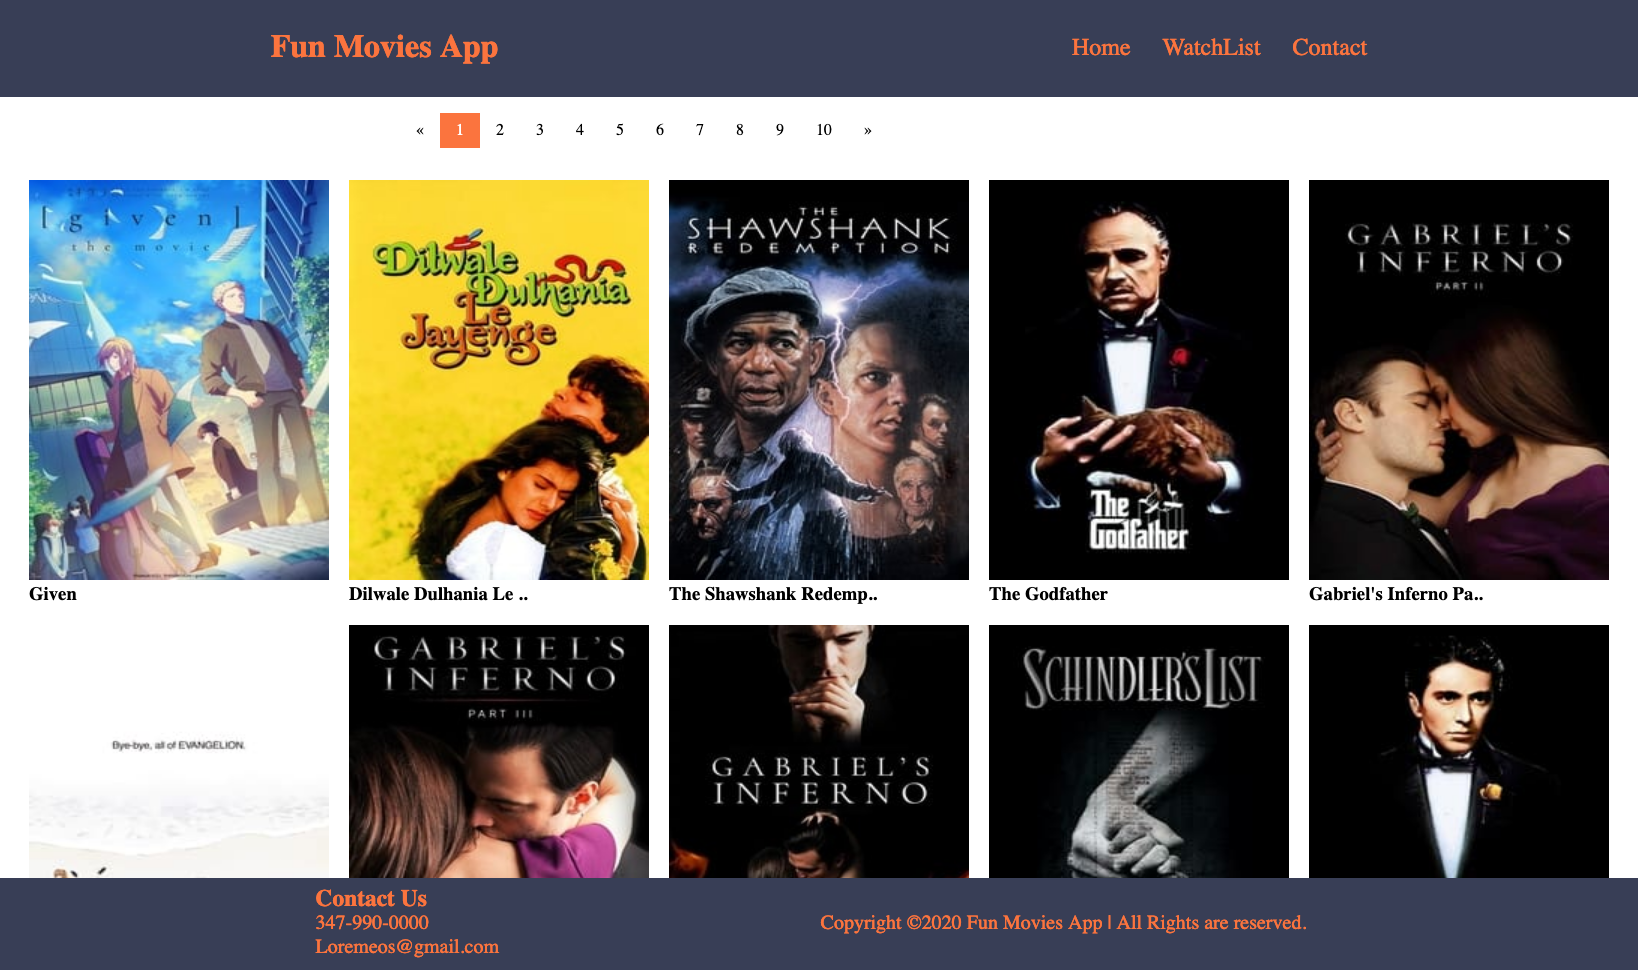 Fun Movies App
Home WatchList Contact
« 1 2 3 4 5 6 7 8 9 10 »
[ g i v e n ]
the movie
Dilwale
Dulhania
Le
Jayenge
THE
SHAWSHANK
REDEMPTION
The
Godfather
GABRIEL'S
INFERNO
PART II
Given
Dilwale Dulhania Le ..
The Shawshank Redemp..
The Godfather
Gabriel's Inferno Pa..
Bye-bye, all of EVANGELION.
GABRIEL'S
INFERNO
PART III
GABRIEL'S
INFERNO
SCHINDLER'S LIST
Contact Us
347-990-0000
Loremeos@gmail.com
Copyright ©2020 Fun Movies App | All Rights are reserved.